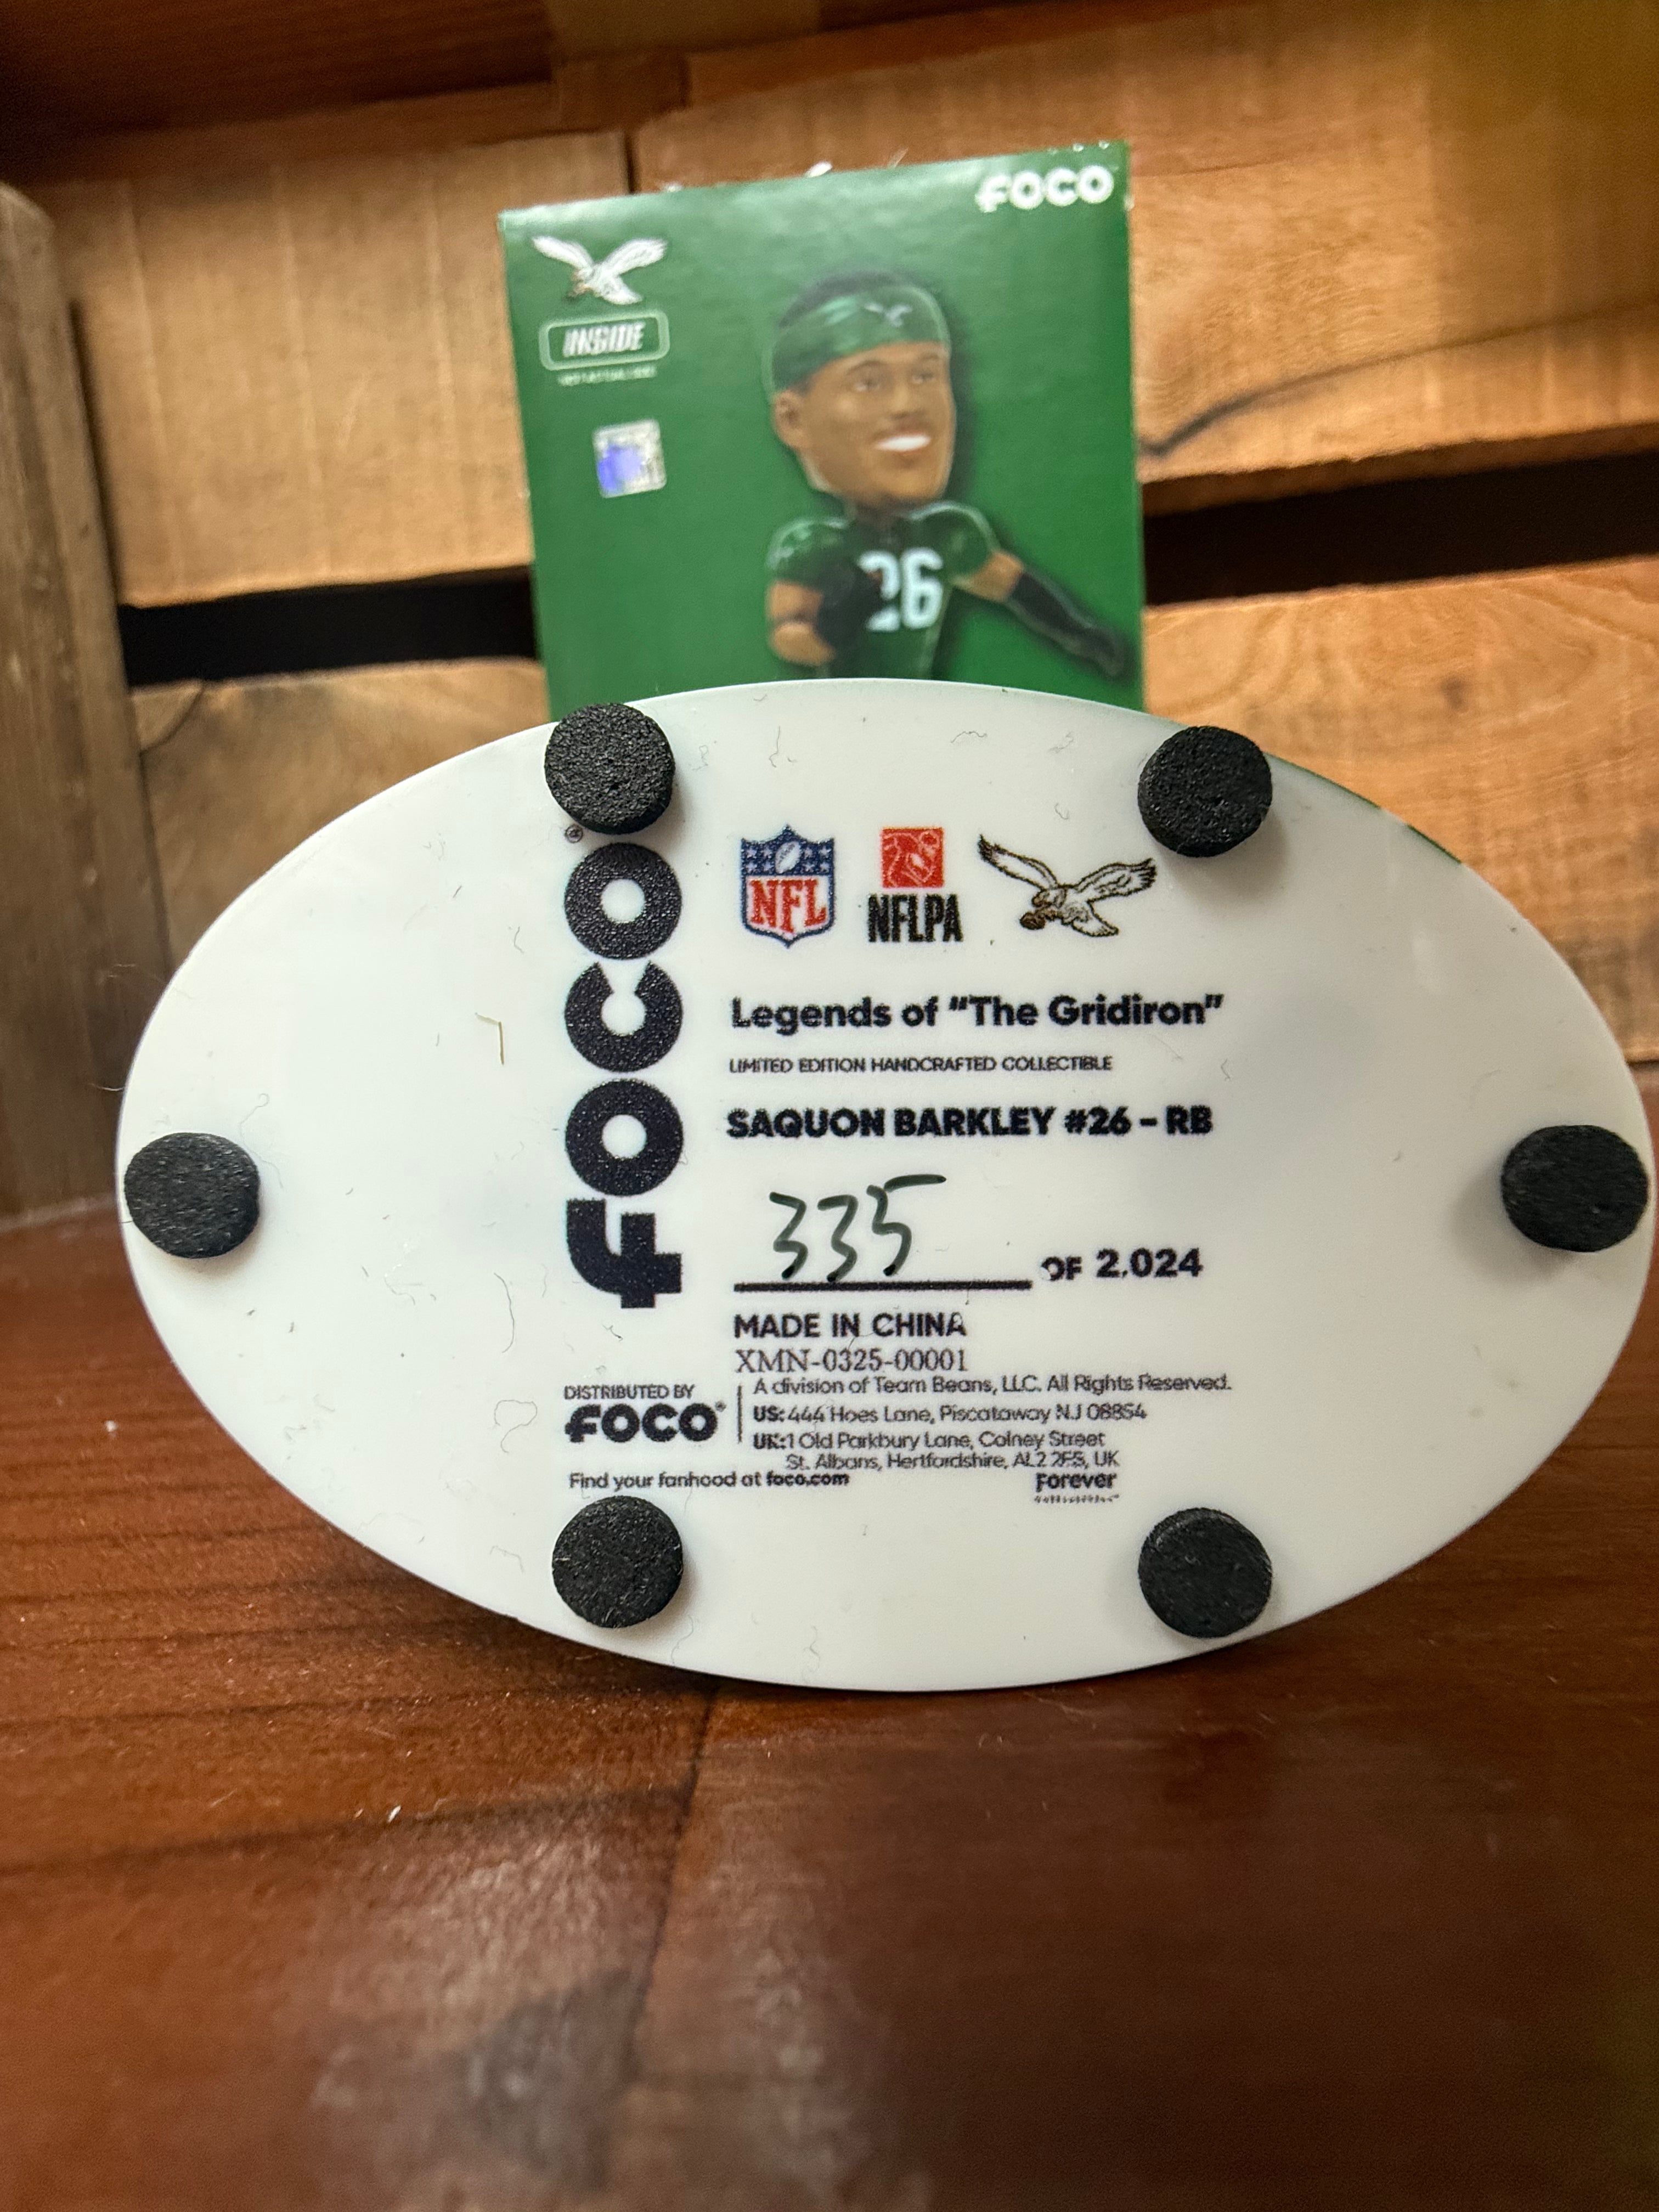 FOCO
INSIDE
26
FOCO
NFL
NFLPA
Legends of "The Gridiron"
LIMITED EDITION HANDCRAFTED COLLECTIBLE
SAQUON BARKLEY #26 - RB
335 OF 2.024
MADE IN CHINA
XMN-0325-00001
DISTRIBUTED BY
FOCO®
A division of Team Beans, LLC. All Rights Reserved.
US: 444 Hoes Lane, Piscataway NJ 08854
UK: 1 Old Parkbury Lane, Colney Street
St. Albans, Hertfordshire, AL2 2FS, UK
Find your fanhood at foco.com
Forever